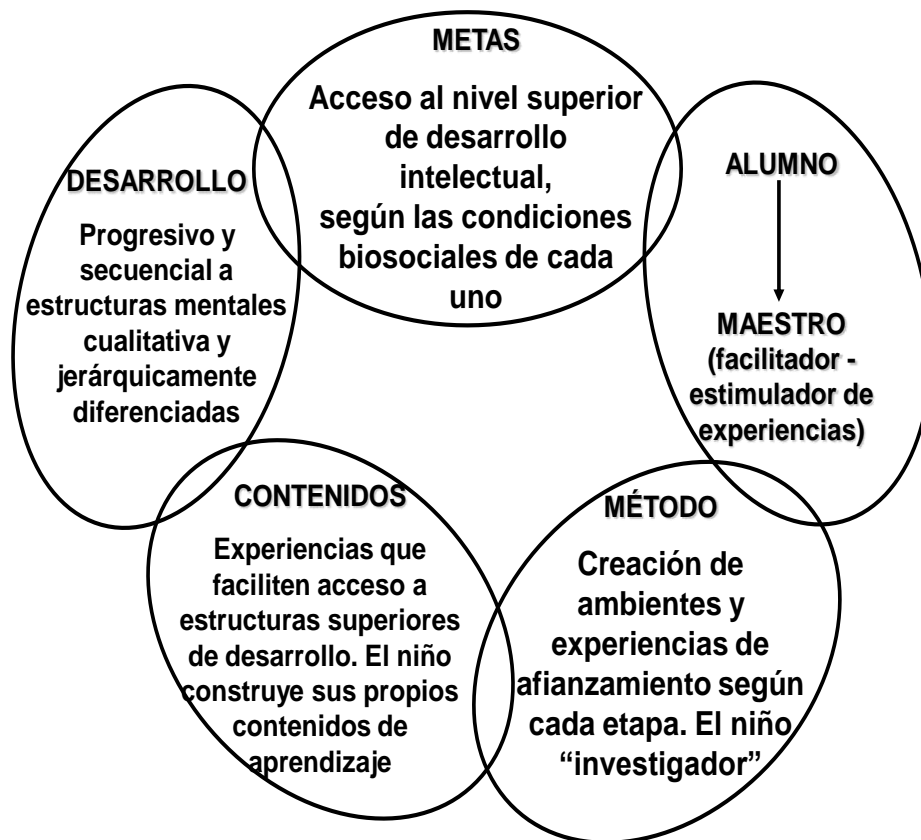 METAS
Acceso al nivel superior
de desarrollo
intelectual,
según las condiciones
biosociales de cada
uno
DESARROLLO
Progresivo y
secuencial a
estructuras mentales
cualitativa y
jerárquicamente
diferenciadas
ALUMNO
MAESTRO
(facilitador -
estimulador de
experiencias)
CONTENIDOS
Experiencias que
faciliten acceso a
estructuras superiores
de desarrollo. El niño
construye sus propios
contenidos de
aprendizaje
MÉTODO
Creación de
ambientes y
experiencias de
afianzamiento según
cada etapa. El niño
“investigador”